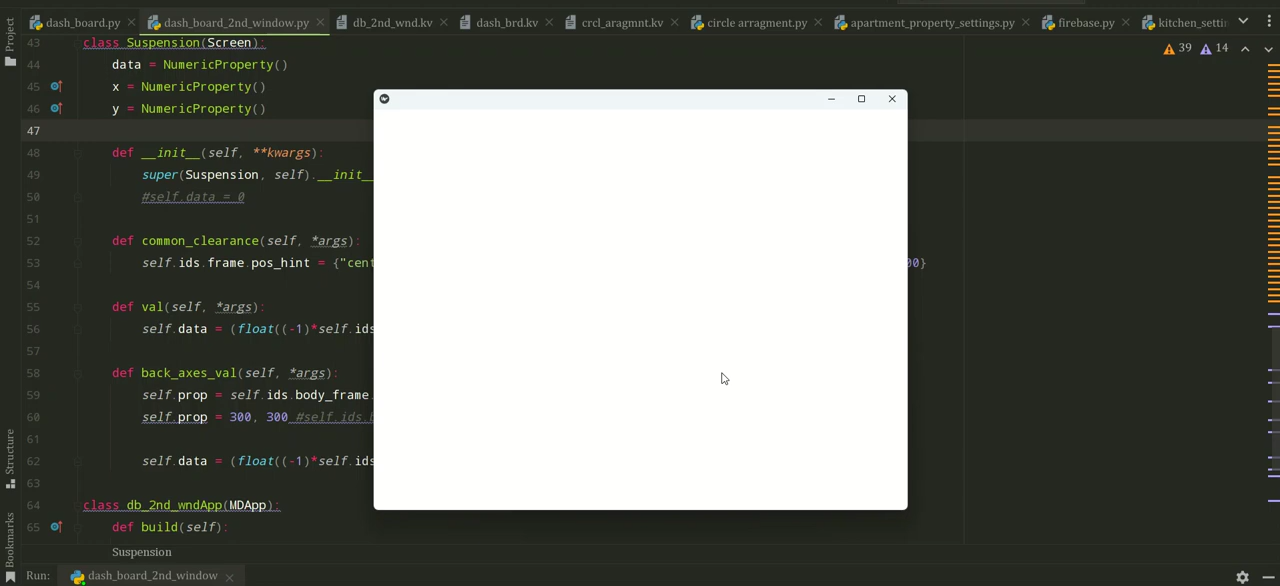 dash_board.py dash_board_2nd_window.py db_2nd_wnd.kv dash_brd.kv crcl_aragmnt.kv circle arragment.py apartment_property_settings.py firebase.py kitchen_settin
Project
39 14
43 class Suspension(Screen):
44 data = NumericProperty()
45 x = NumericProperty()
46 y = NumericProperty()
47
48 def __init__(self, **kwargs):
49 super(Suspension, self).__init__
50 #self.data = 0
51
52 def common_clearance(self, *args):
53 self.ids.frame.pos_hint = {"cent 00}
54
55 def val(self, *args):
56 self.data = (float((-1)*self.ids
57
58 def back_axes_val(self, *args):
59 self.prop = self.ids.body_frame.
60 self.prop = 300, 300 #self.ids.b
61
62 self.data = (float((-1)*self.ids
63
64 class db_2nd_wndApp(MDApp):
65 def build(self):
Structure
Bookmarks
Suspension
Run: dash_board_2nd_window